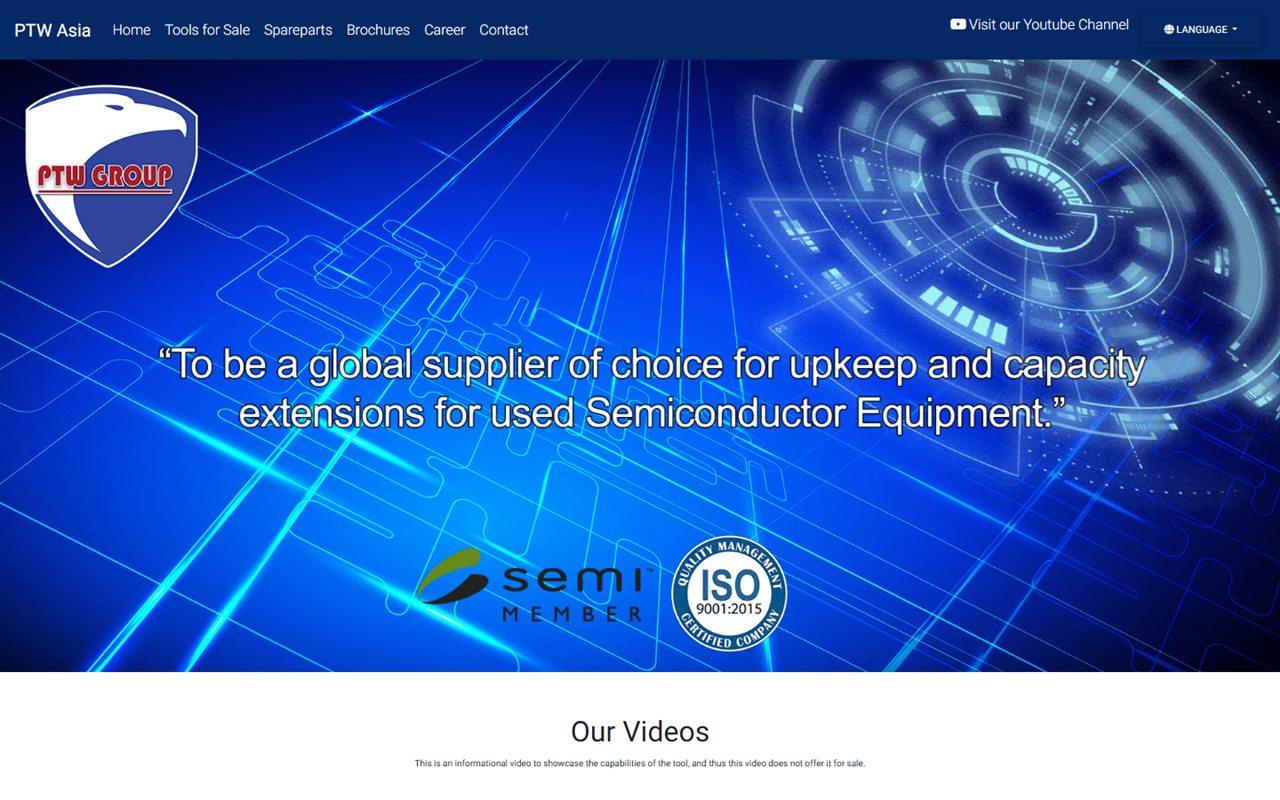 PTW Asia Home Tools for Sale Spareparts Brochures Career Contact Visit our Youtube Channel LANGUAGE
PTW GROUP
“To be a global supplier of choice for upkeep and capacity
extensions for used Semiconductor Equipment.”
semi™
MEMBER
QUALITY MANAGEMENT
ISO
9001:2015
CERTIFIED COMPANY
Our Videos
This is an informational video to showcase the capabilities of the tool, and thus this video does not offer it for sale.